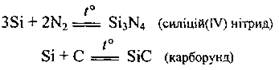 3Si + 2N₂ ⇌ (t°) Si₃N₄ (силіцій(IV) нітрид)
Si + C ⇌ (t°) SiC (карборунд)